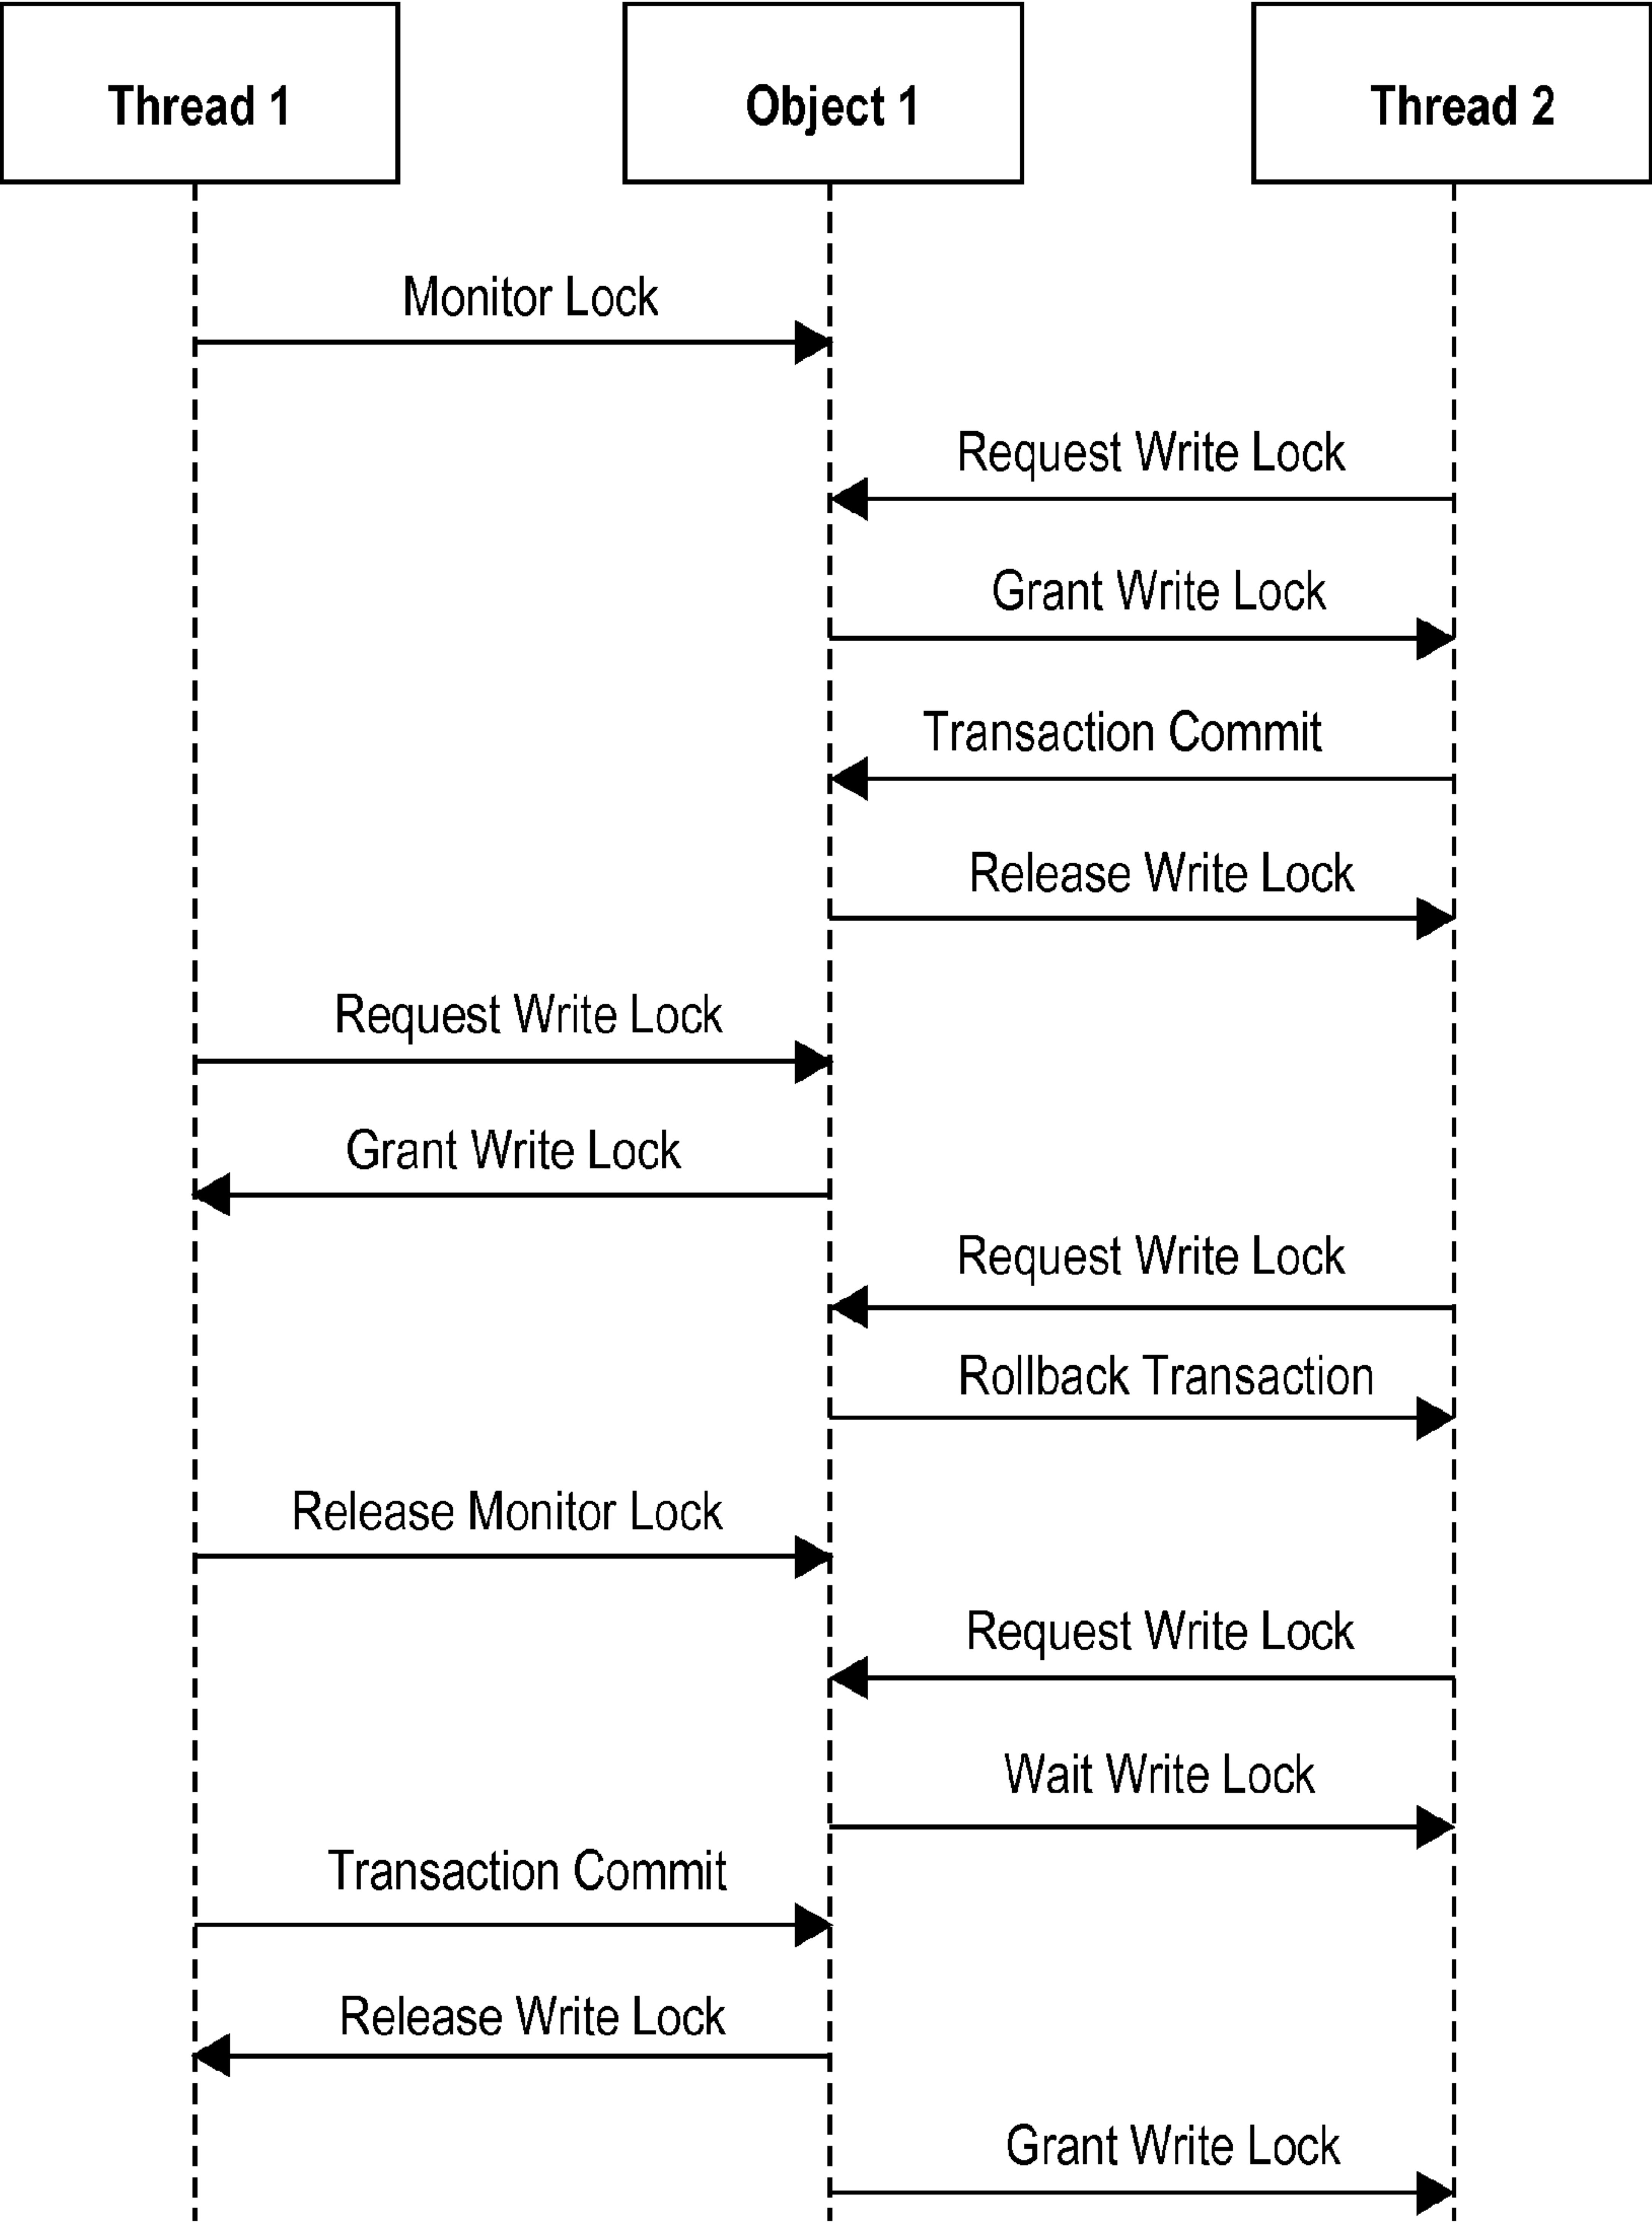 Thread 1
Object 1
Thread 2
Monitor Lock
Request Write Lock
Grant Write Lock
Transaction Commit
Release Write Lock
Request Write Lock
Grant Write Lock
Request Write Lock
Rollback Transaction
Release Monitor Lock
Request Write Lock
Wait Write Lock
Transaction Commit
Release Write Lock
Grant Write Lock